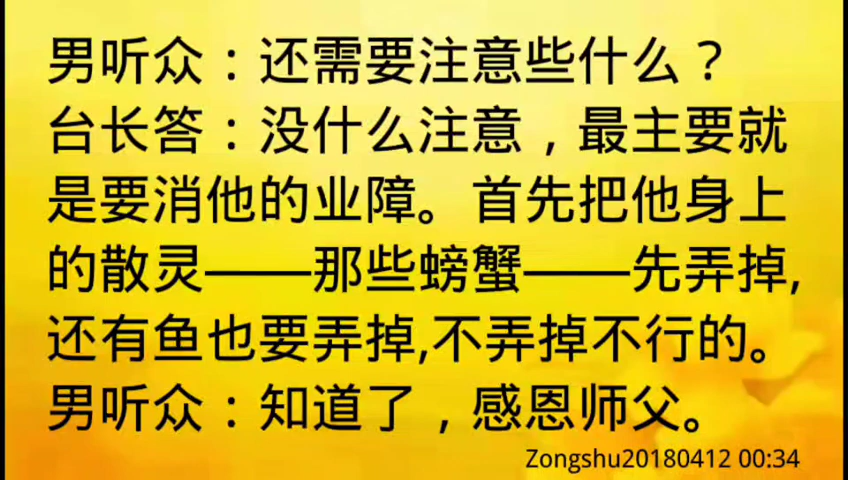 男听众：还需要注意些什么？
台长答：没什么注意，最主要就
是要消他的业障。首先把他身上
的散灵——那些螃蟹——先弄掉,
还有鱼也要弄掉,不弄掉不行的。
男听众：知道了，感恩师父。
Zongshu20180412 00:34